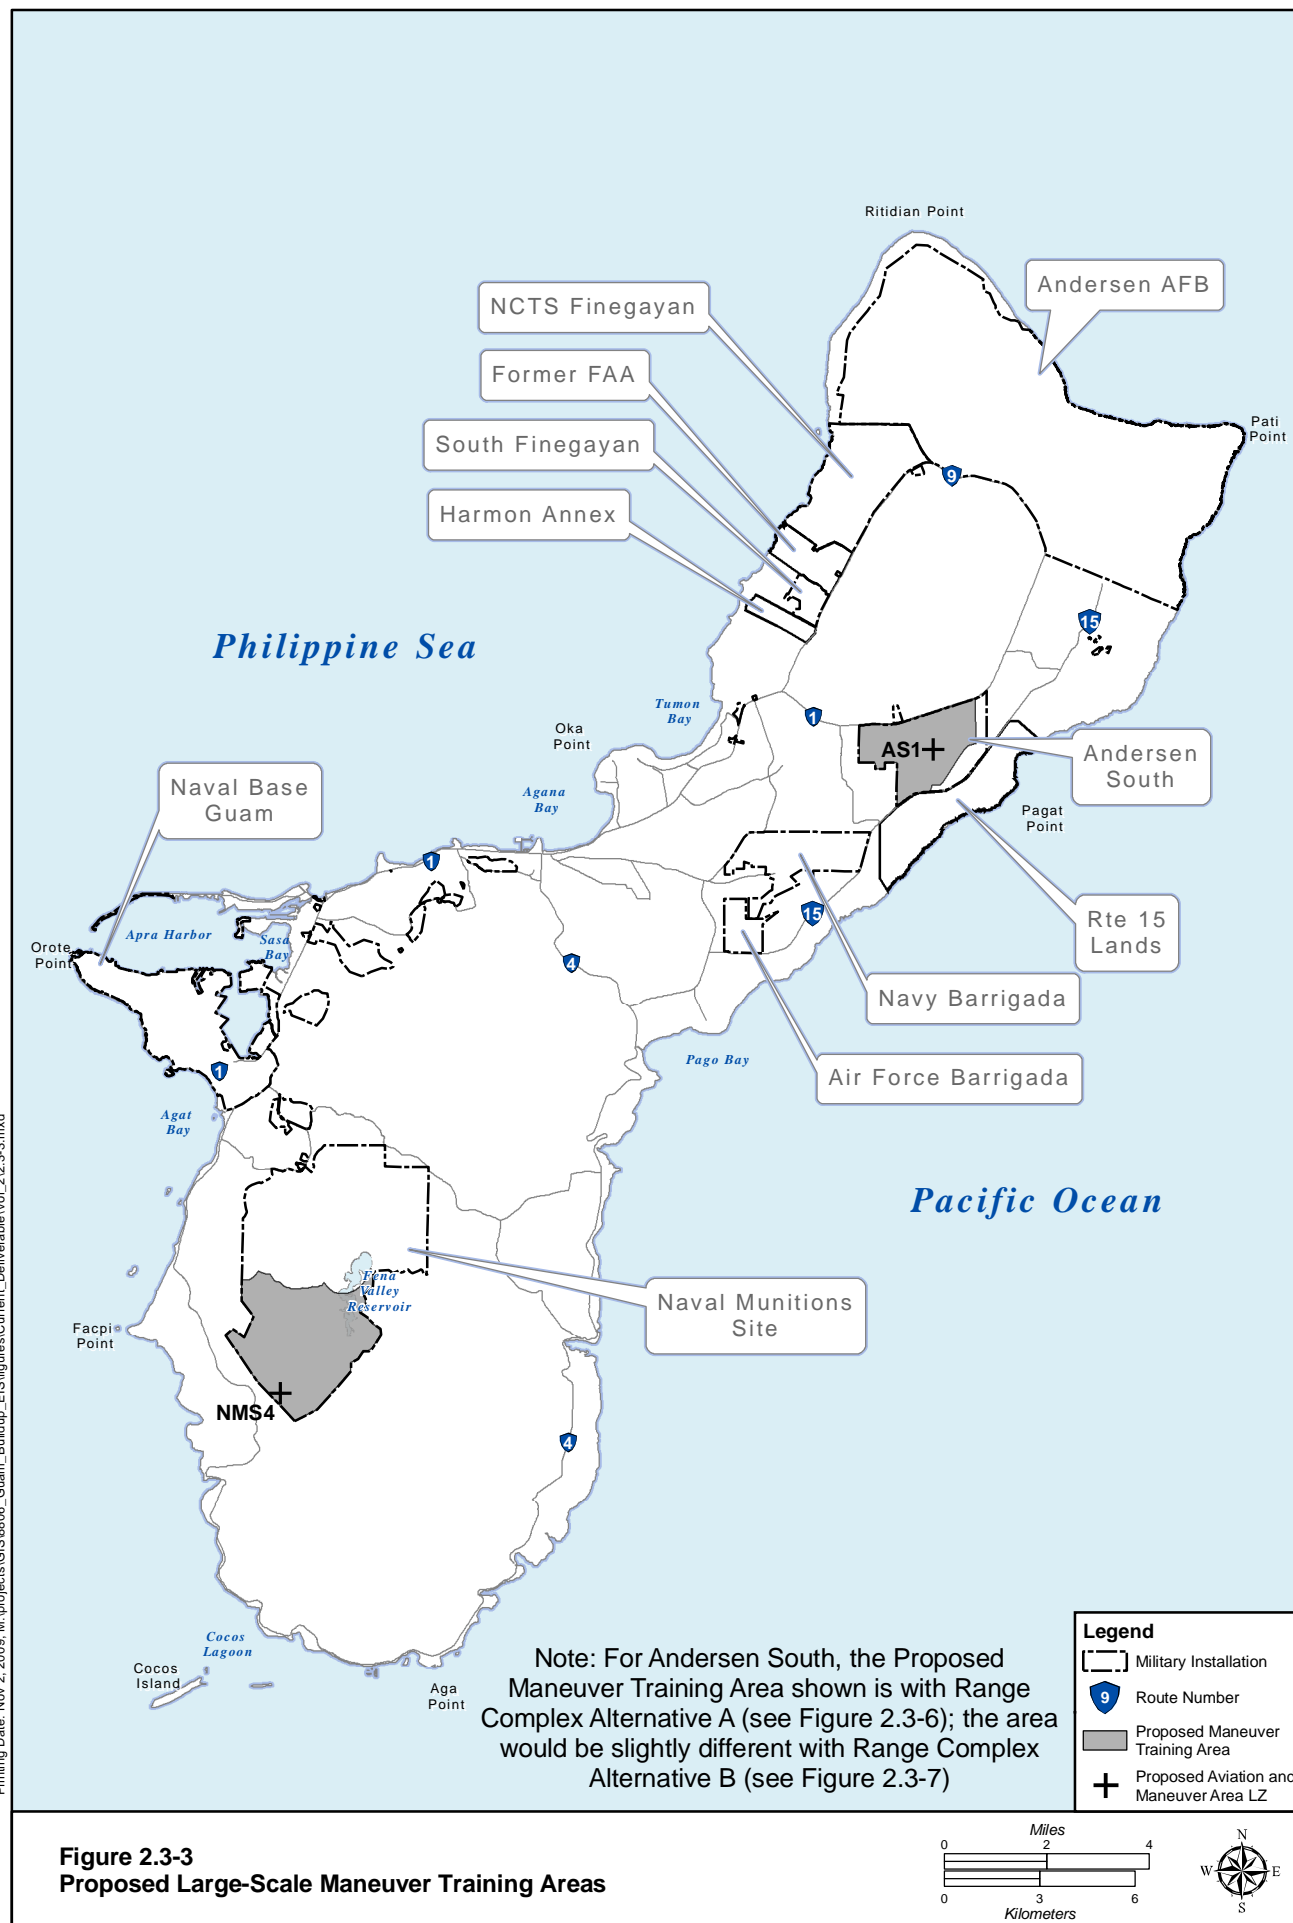 Ritidian Point
Andersen AFB
NCTS Finegayan
Former FAA
Pati
Point
South Finegayan
9
Harmon Annex
15
Philippine Sea
Tumon
Bay
1
Oka
Point
AS1
Andersen
South
Naval Base
Guam
Agana
Bay
Pagat
Point
1
Rte 15
Lands
15
Apra Harbor
Sasa
Bay
Orote
Point
4
Navy Barrigada
Pago Bay
1
Air Force Barrigada
Agat
Bay
Pacific Ocean
Fena
Valley
Reservoir
Naval Munitions
Site
Facpi
Point
NMS4
4
Cocos
Lagoon
Cocos
Island
Aga
Point
Note: For Andersen South, the Proposed
Maneuver Training Area shown is with Range
Complex Alternative A (see Figure 2.3-6); the area
would be slightly different with Range Complex
Alternative B (see Figure 2.3-7)
Legend
Military Installation
9 Route Number
Proposed Maneuver
Training Area
Proposed Aviation and
Maneuver Area LZ
Figure 2.3-3
Proposed Large-Scale Maneuver Training Areas
Miles
0 2 4
0 3 6
Kilometers
N
W E
S